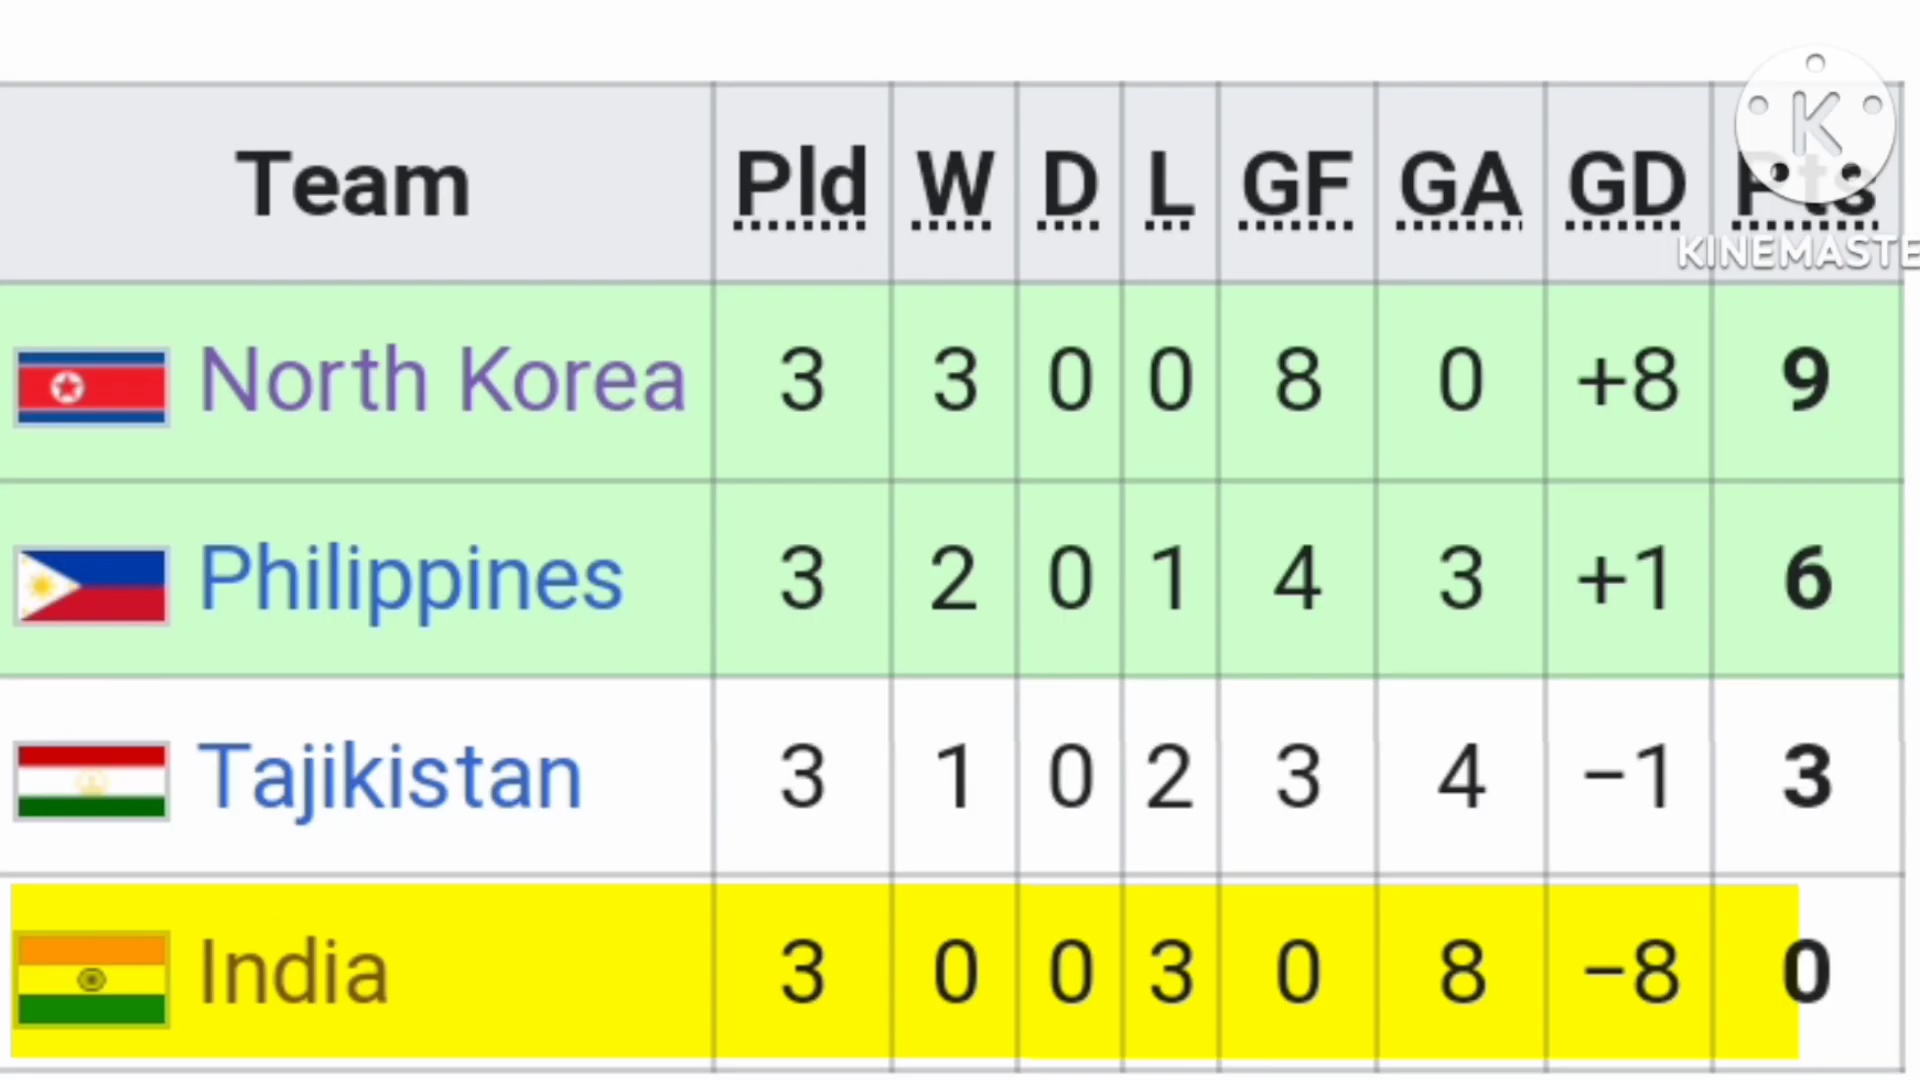 Team Pld W D L GF GA GD Pts
K
KINEMASTE
North Korea 3 3 0 0 8 0 +8 9
Philippines 3 2 0 1 4 3 +1 6
Tajikistan 3 1 0 2 3 4 −1 3
India 3 0 0 3 0 8 −8 0